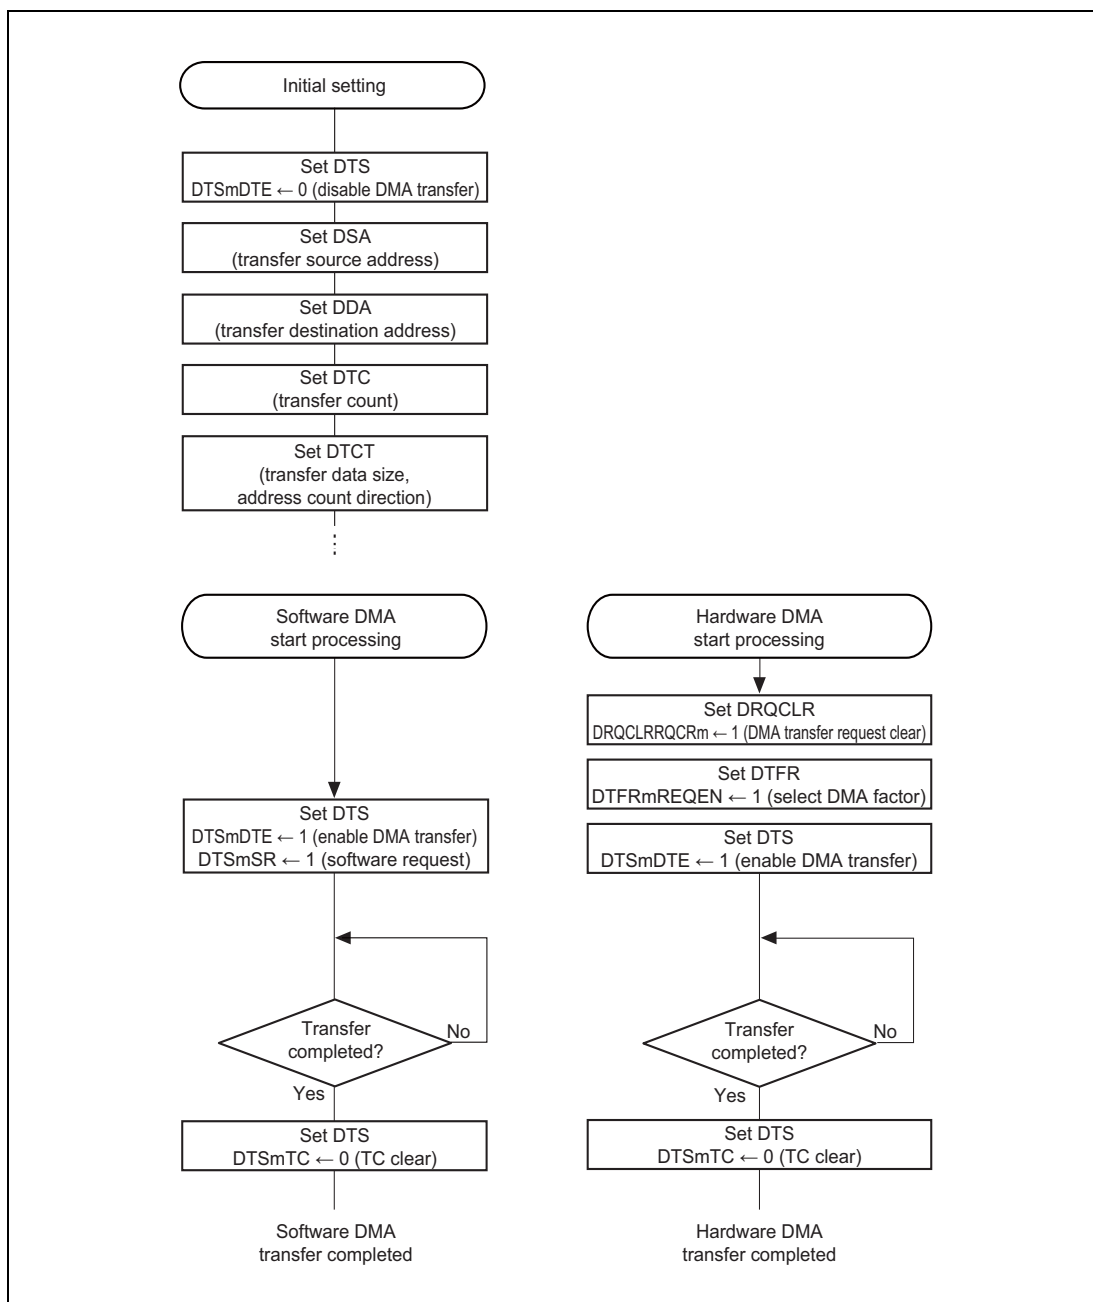 Initial setting
Set DTS
DTSmDTE ← 0 (disable DMA transfer)
Set DSA
(transfer source address)
Set DDA
(transfer destination address)
Set DTC
(transfer count)
Set DTCT
(transfer data size,
address count direction)
Software DMA
start processing
Set DTS
DTSmDTE ← 1 (enable DMA transfer)
DTSmSR ← 1 (software request)
Transfer
completed?
No
Yes
Set DTS
DTSmTC ← 0 (TC clear)
Software DMA
transfer completed
Hardware DMA
start processing
Set DRQCLR
DRQCLRRQCRm ← 1 (DMA transfer request clear)
Set DTFR
DTFRmREQEN ← 1 (select DMA factor)
Set DTS
DTSmDTE ← 1 (enable DMA transfer)
Transfer
completed?
No
Yes
Set DTS
DTSmTC ← 0 (TC clear)
Hardware DMA
transfer completed